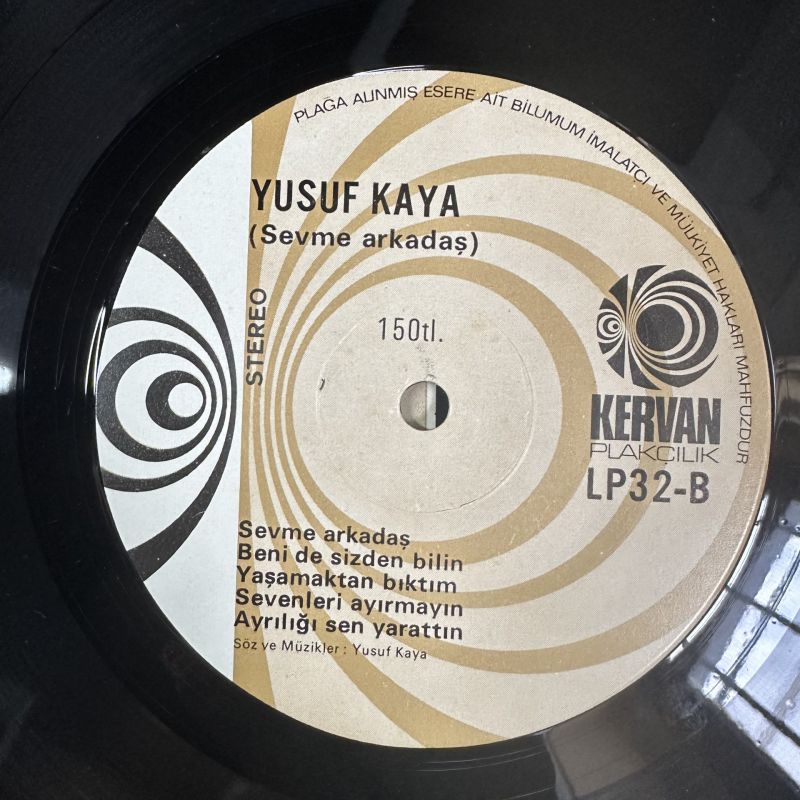 PLAĞA ALINMIŞ ESERE AİT BİLUMUM İMALATÇI VE MÜLKİYET HAKLARI MAHFUZDUR
YUSUF KAYA
(Sevme arkadaş)
STEREO
150tl.
KERVAN
PLAKÇILIK
LP32-B
Sevme arkadaş
Beni de sizden bilin
Yaşamaktan bıktım
Sevenleri ayırmayın
Ayrılığı sen yarattın
Söz ve Müzikler : Yusuf Kaya